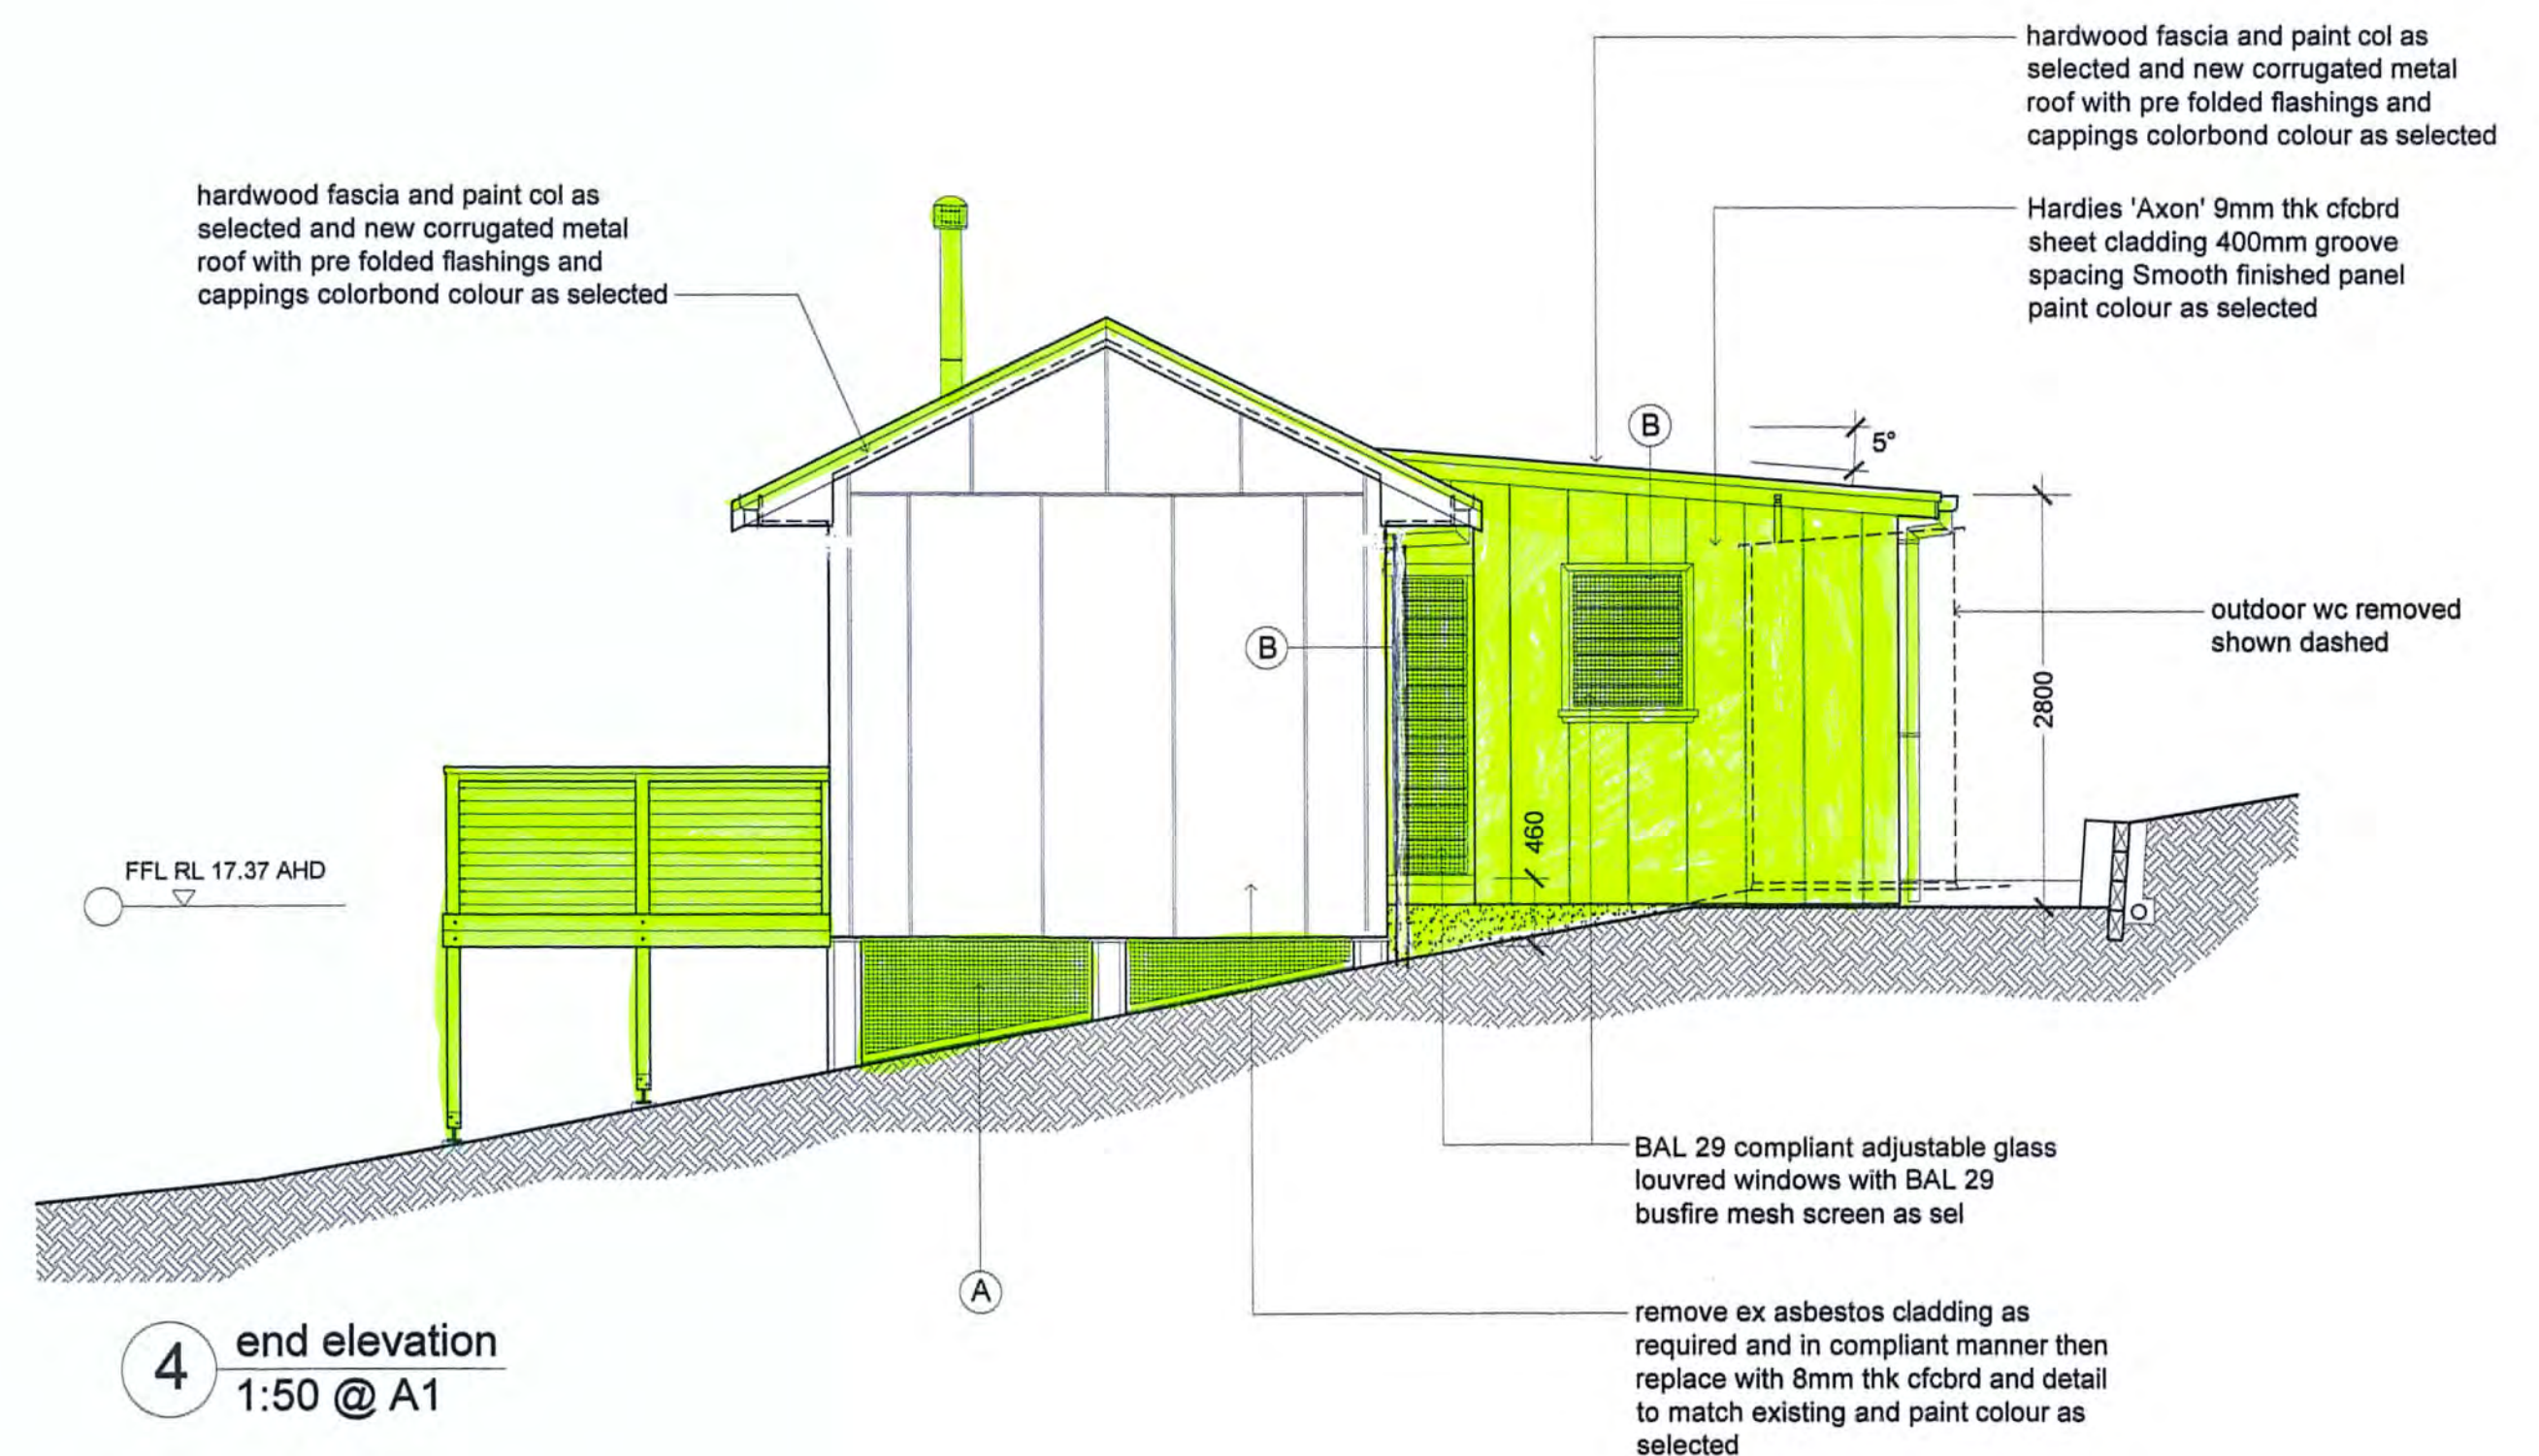 hardwood fascia and paint col as
selected and new corrugated metal
roof with pre folded flashings and
cappings colorbond colour as selected
Hardies 'Axon' 9mm thk cfcbrd
sheet cladding 400mm groove
spacing Smooth finished panel
paint colour as selected
hardwood fascia and paint col as
selected and new corrugated metal
roof with pre folded flashings and
cappings colorbond colour as selected
B
5°
B
outdoor wc removed
shown dashed
2800
460
FFL RL 17.37 AHD
BAL 29 compliant adjustable glass
louvred windows with BAL 29
busfire mesh screen as sel
A
remove ex asbestos cladding as
required and in compliant manner then
replace with 8mm thk cfcbrd and detail
to match existing and paint colour as
selected
4
end elevation
1:50 @ A1